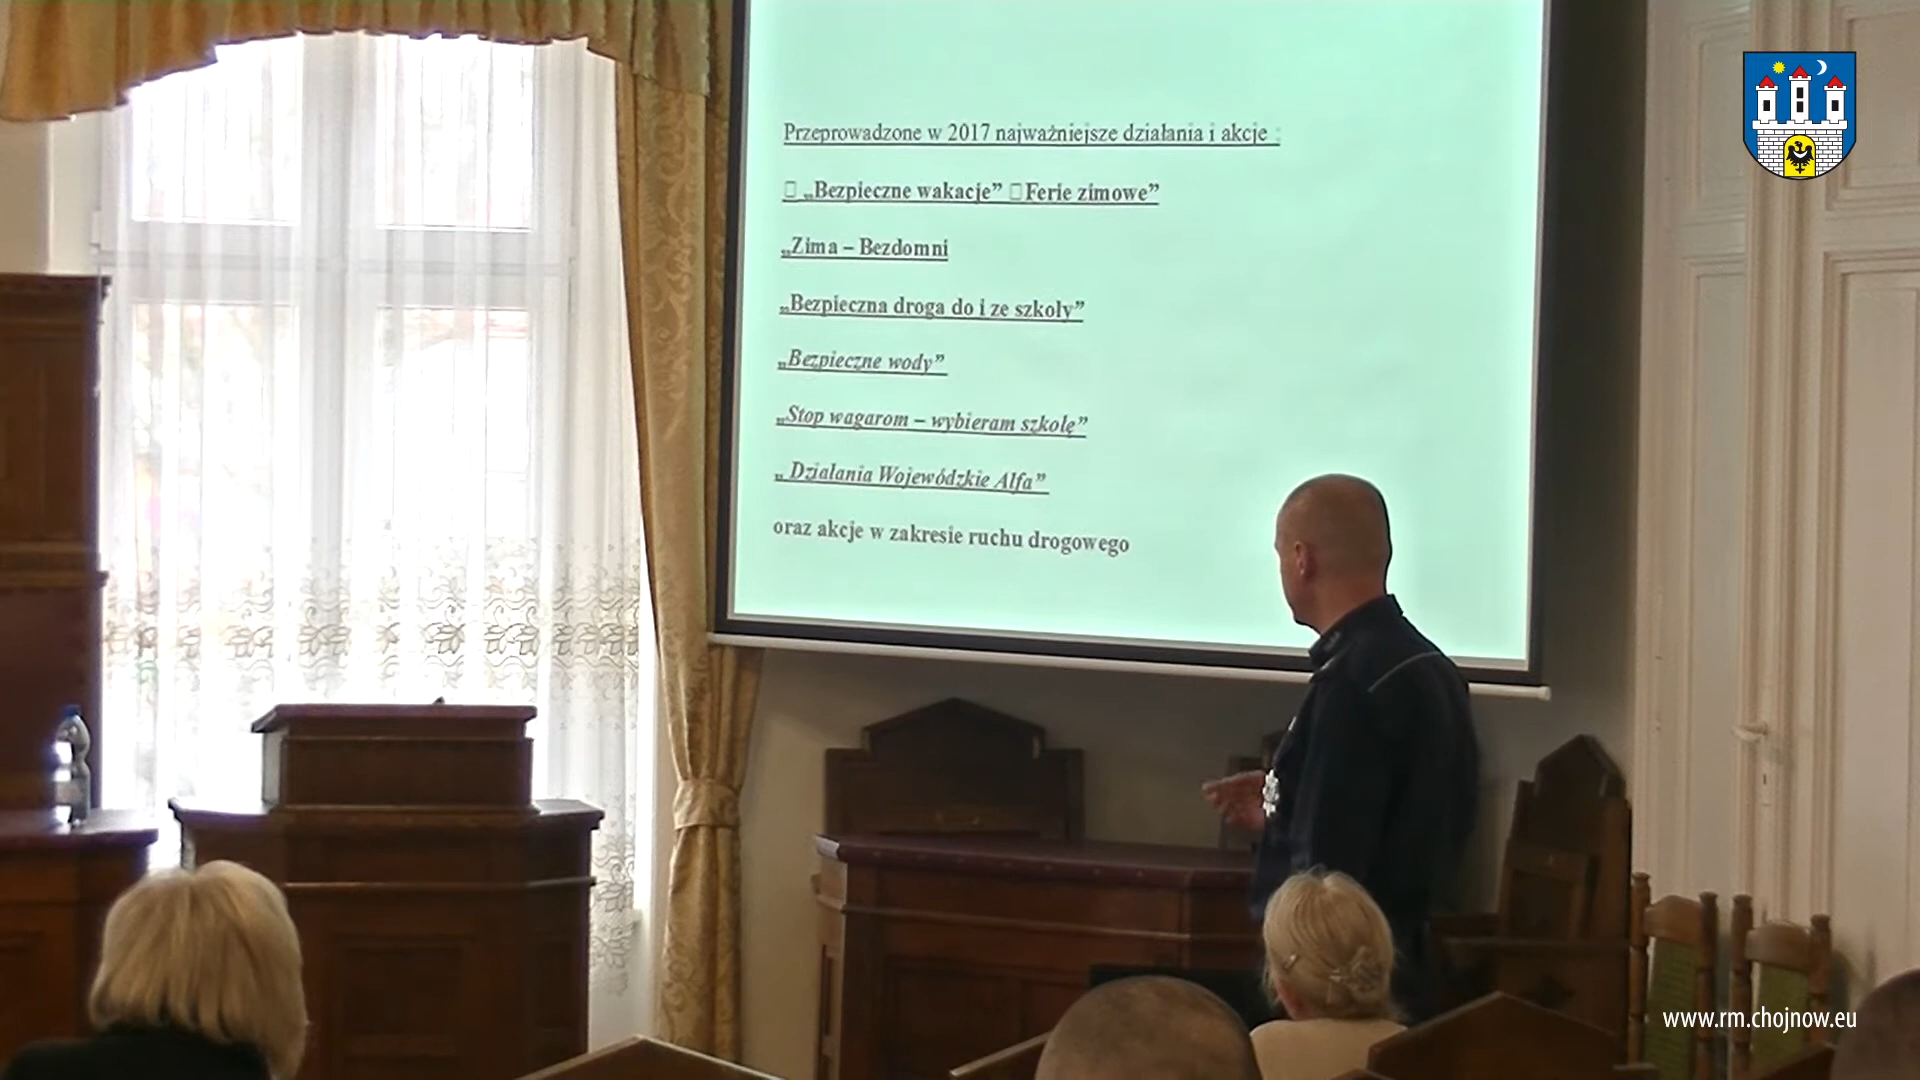 Przeprowadzone w 2017 najważniejsze działania i akcje :
„Bezpieczne wakacje” Ferie zimowe”
„Zima – Bezdomni
„Bezpieczna droga do i ze szkoły”
„Bezpieczne wody”
„Stop wagarom – wybieram szkołę”
„ Działania Wojewódzkie Alfa”
oraz akcje w zakresie ruchu drogowego
www.rm.chojnow.eu